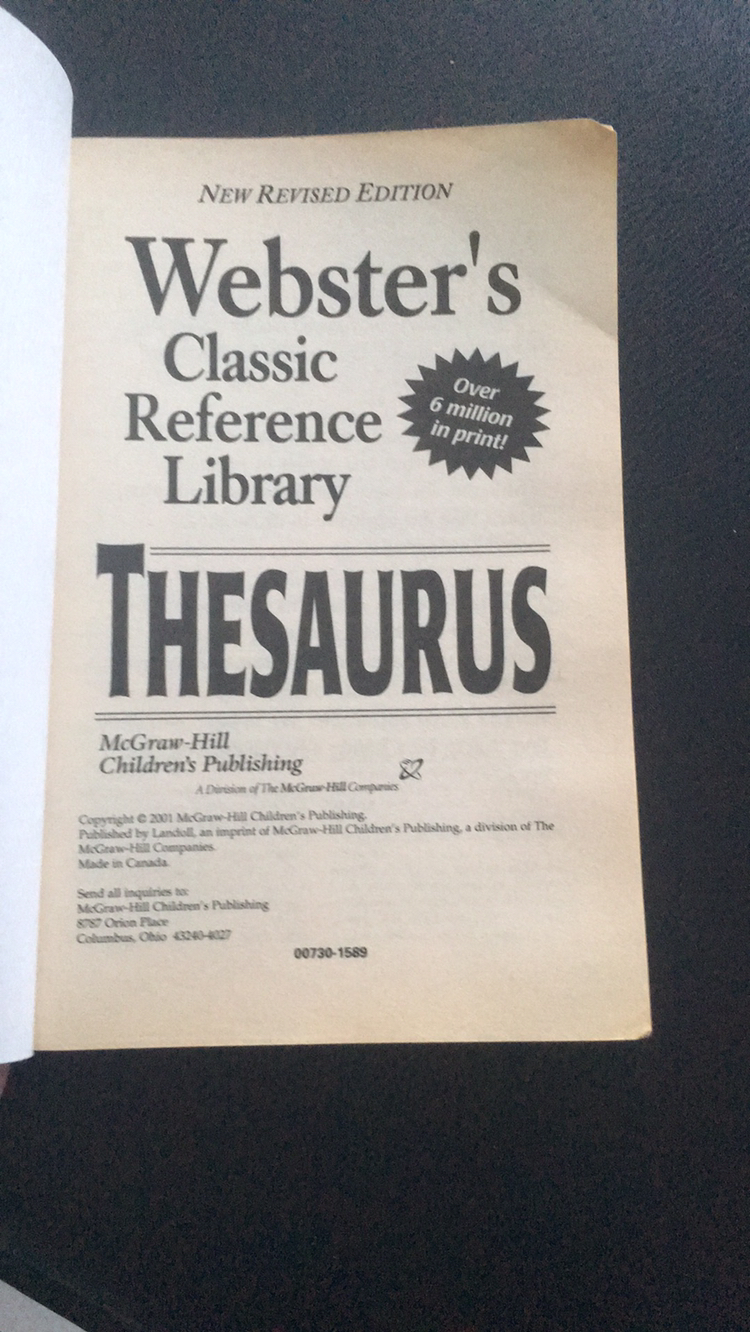 NEW REVISED EDITION
Webster's
Classic
Reference
Library
Over
6 million
in print!
THESAURUS
McGraw-Hill
Children's Publishing
A Division of The McGraw-Hill Companies
Copyright © 2001 McGraw-Hill Children's Publishing.
Published by Landoll, an imprint of McGraw-Hill Children's Publishing, a division of The
McGraw-Hill Companies.
Made in Canada.
Send all inquiries to:
McGraw-Hill Children's Publishing
8787 Orion Place
Columbus, Ohio 43240-4027
00730-1589